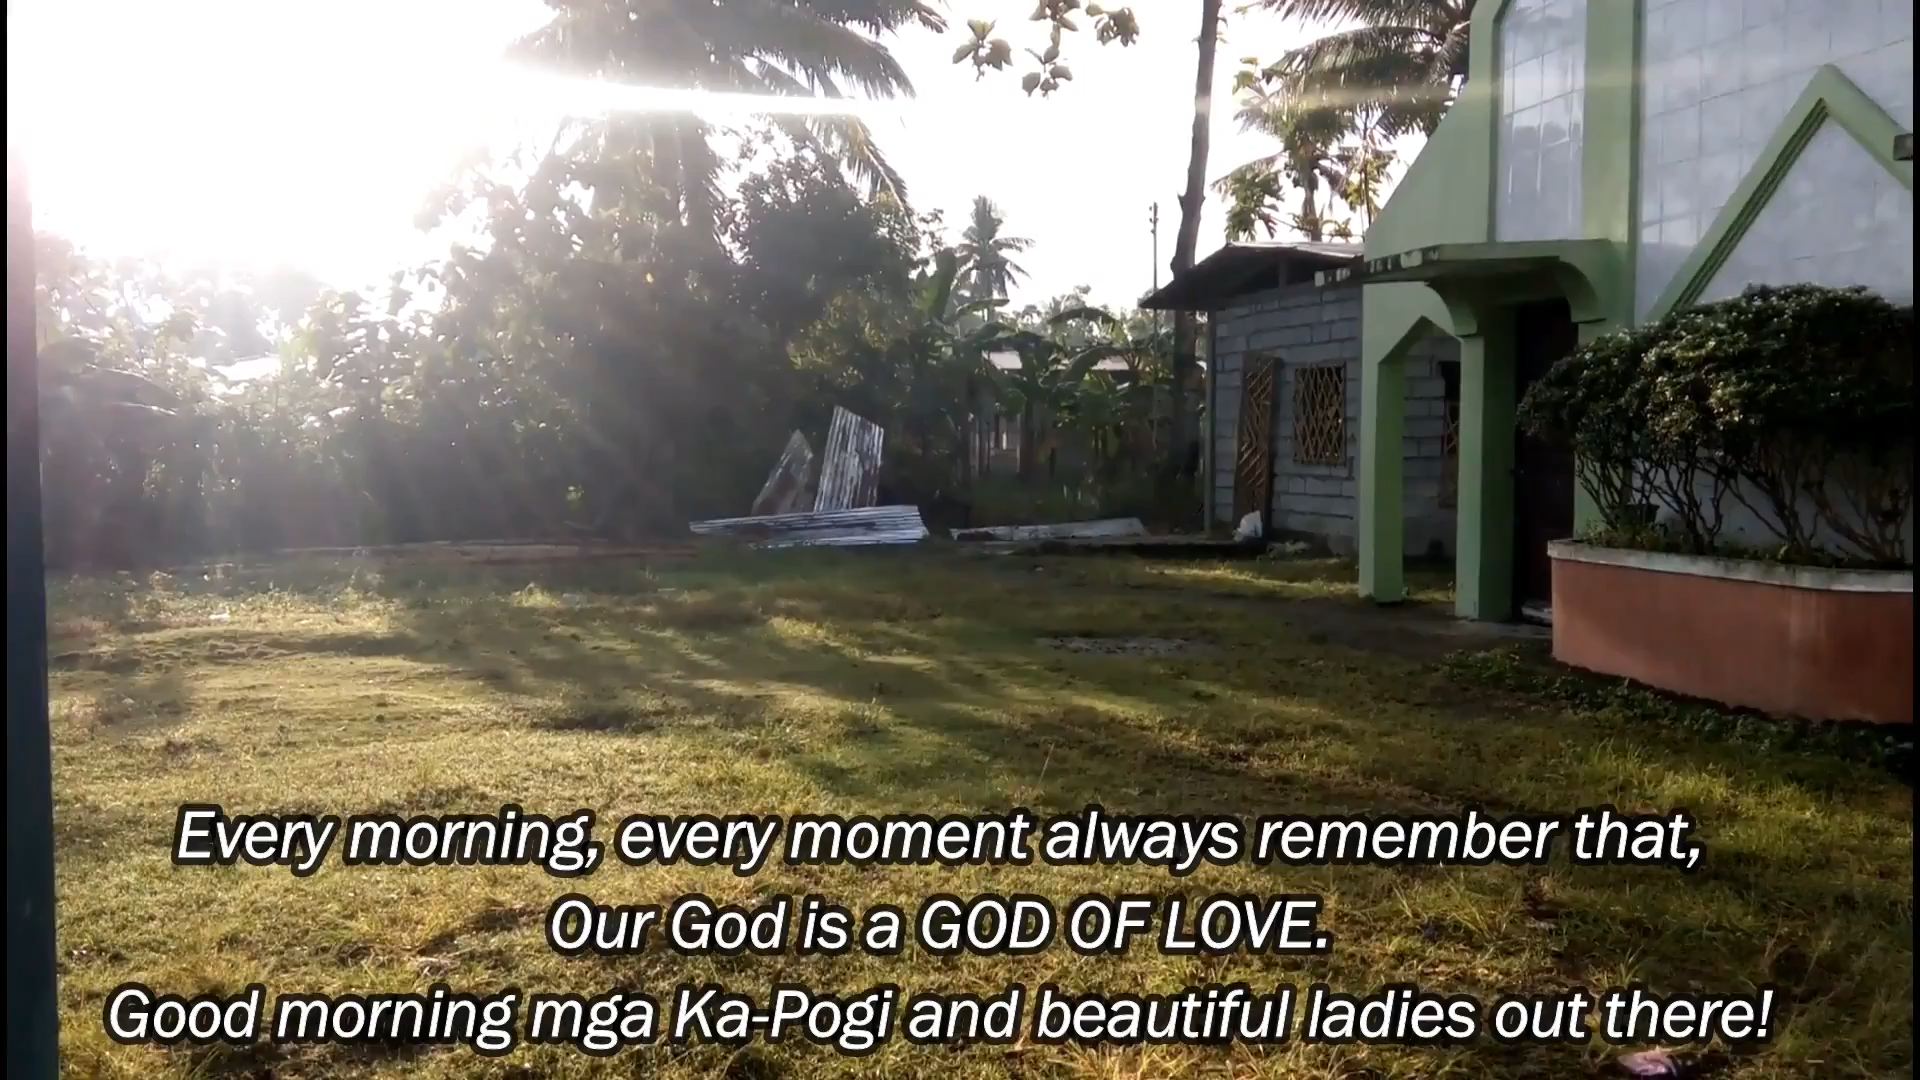 Every morning, every moment always remember that,
Our God is a GOD OF LOVE.
Good morning mga Ka-Pogi and beautiful ladies out there!